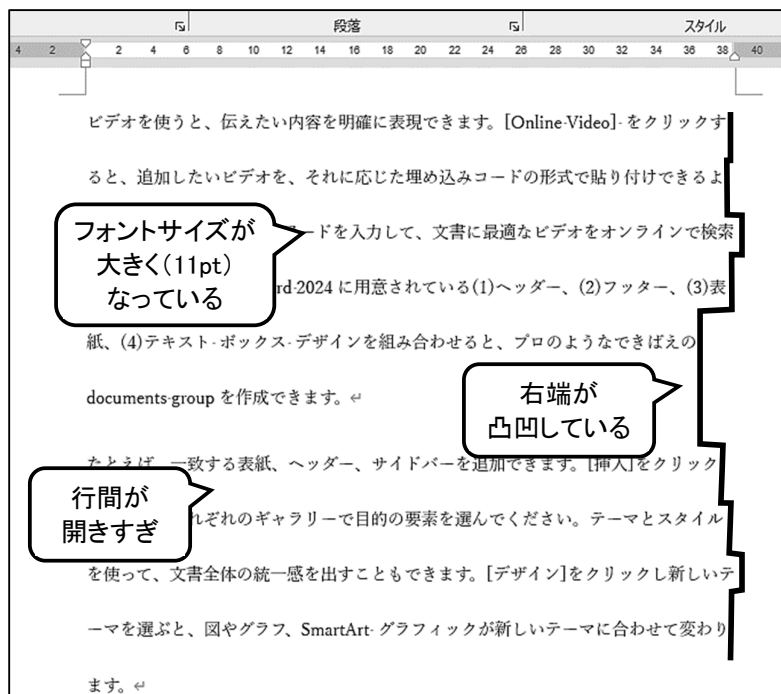 段落 スタイル
4 2 2 4 6 8 10 12 14 16 18 20 22 24 26 28 30 32 34 36 38 40
ビデオを使うと、伝えたい内容を明確に表現できます。[Online·Video]·をクリックす
ると、追加したいビデオを、それに応じた埋め込みコードの形式で貼り付けできるよ
フォントサイズが
大きく(11pt)
なっている
ードを入力して、文書に最適なビデオをオンラインで検索
rd·2024 に用意されている(1)ヘッダー、(2)フッター、(3)表
紙、(4)テキスト·ボックス·デザインを組み合わせると、プロのようなできばえの
documents·group を作成できます。↵
右端が
凸凹している
たとえば、一致する表紙、ヘッダー、サイドバーを追加できます。[挿入]をクリック
行間が
開きすぎ
れぞれのギャラリーで目的の要素を選んでください。テーマとスタイル
を使って、文書全体の統一感を出すこともできます。[デザイン]をクリックし新しいテ
ーマを選ぶと、図やグラフ、SmartArt·グラフィックが新しいテーマに合わせて変わり
ます。↵